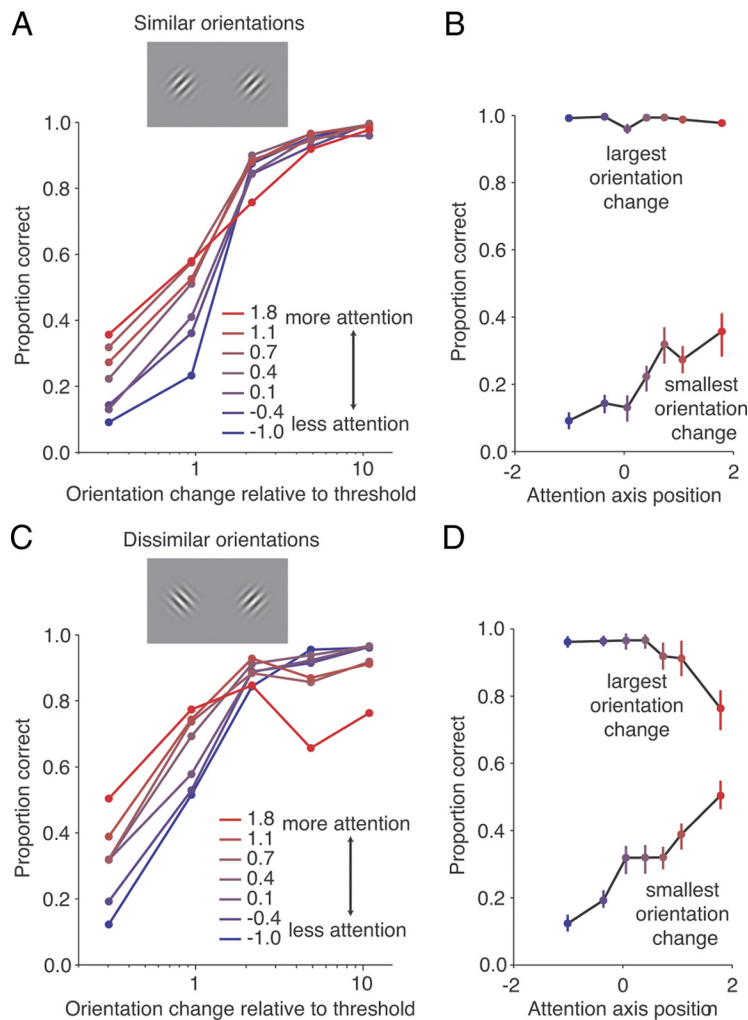 A
Similar orientations
1.0
0.8
0.6
0.4
0.2
0.0
Proportion correct
1.8
1.1
0.7
0.4
0.1
-0.4
-1.0
more attention
less attention
1
10
Orientation change relative to threshold
B
1.0
0.8
0.6
0.4
0.2
0.0
Proportion correct
largest
orientation
change
smallest
orientation
change
-2
0
2
Attention axis position
C
Dissimilar orientations
1.0
0.8
0.6
0.4
0.2
0.0
Proportion correct
1.8
1.1
0.7
0.4
0.1
-0.4
-1.0
more attention
less attention
1
10
Orientation change relative to threshold
D
1.0
0.8
0.6
0.4
0.2
0.0
Proportion correct
largest
orientation
change
smallest
orientation
change
-2
0
2
Attention axis position